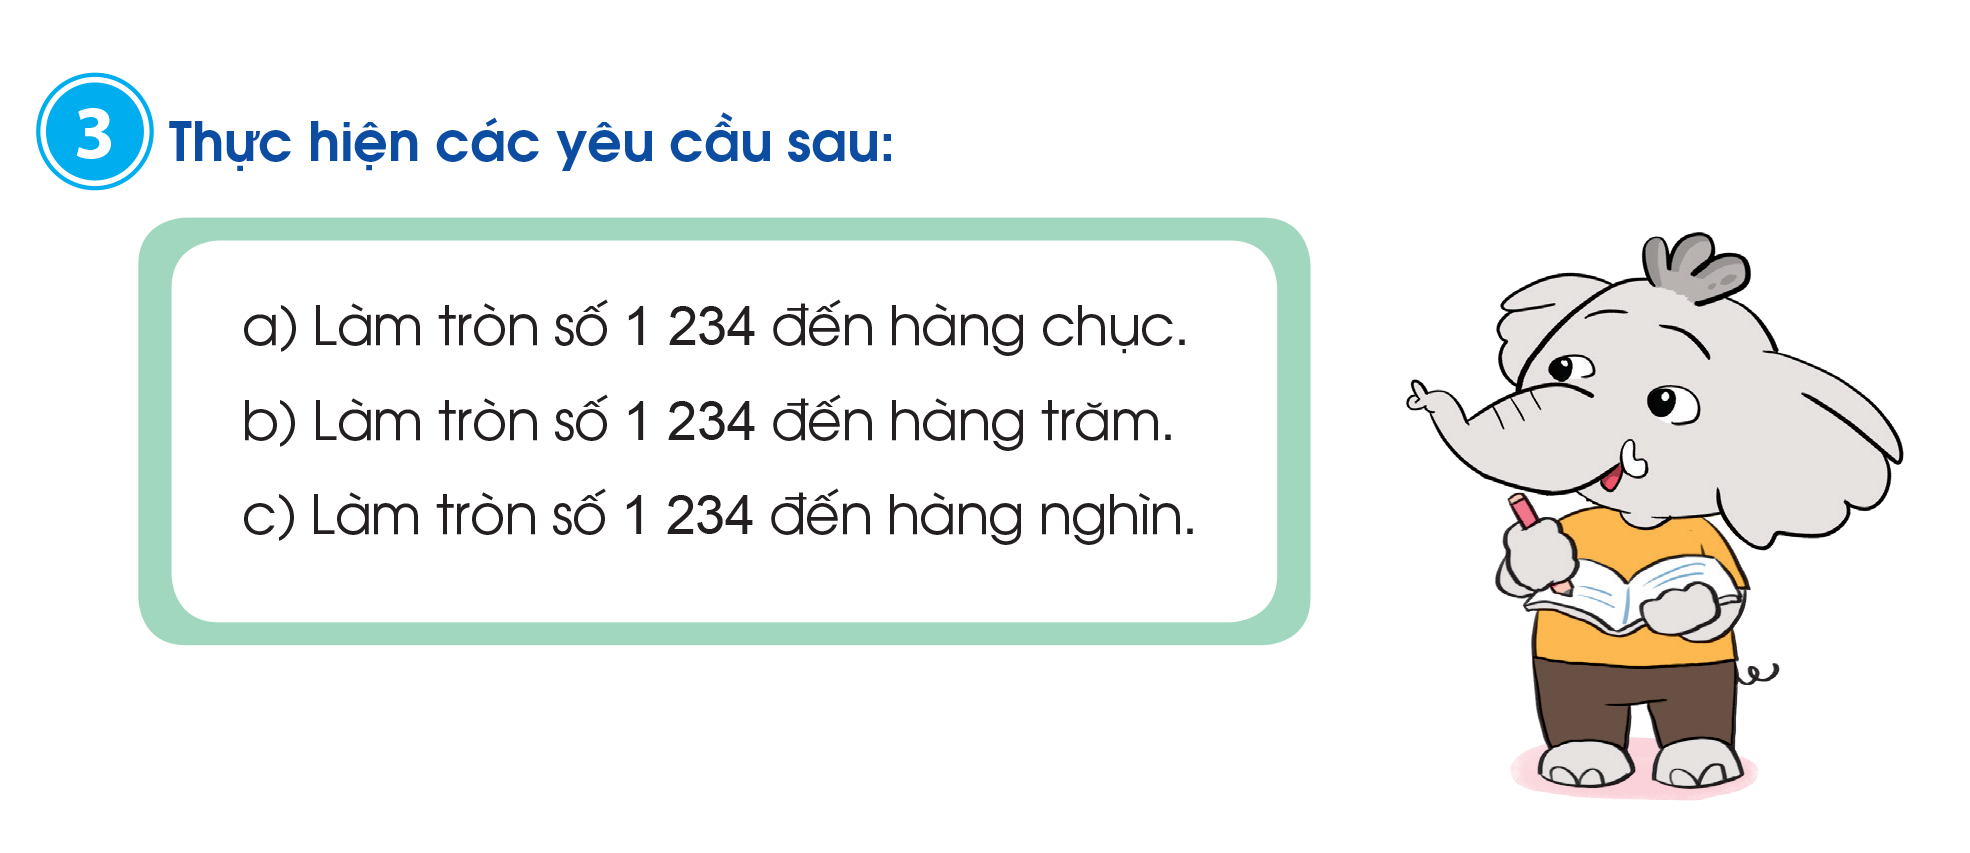 3 Thực hiện các yêu cầu sau:
a) Làm tròn số 1 234 đến hàng chục.
b) Làm tròn số 1 234 đến hàng trăm.
c) Làm tròn số 1 234 đến hàng nghìn.